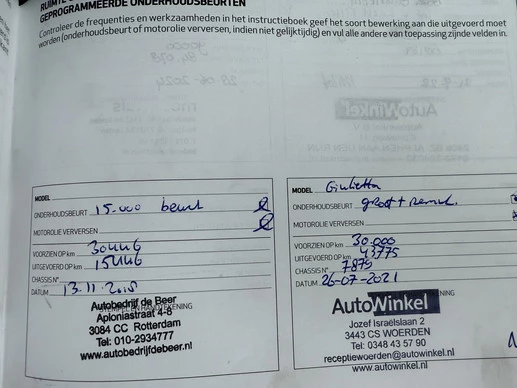 GEPROGRAMMEERDE ONDERHOUDSBEURTEN
Controleer de frequenties en werkzaamheden in het instructieboek geef het soort bewerking aan die uitgevoerd moet
worden (onderhoudsbeurt of motorolie verversen, indien niet gelijktijdig) en vul alle andere van toepassing zijnde velden in.
MODEL
ONDERHOUDSBEURT 15.000 beurt
MOTOROLIE VERVERSEN
VOORZIEN OP km 30446
UITGEVOERD OP km 15446
CHASSIS N°
DATUM 13.11.2015
Autobedrijf de Beer
Aploniastraat 4-8
3084 CC Rotterdam
Tel: 010-2934777
www.autobedrijfdebeer.nl
MODEL Giulietta
ONDERHOUDSBEURT groot +
MOTOROLIE VERVERSEN
VOORZIEN OP km 30.000
UITGEVOERD OP km 43775
CHASSIS N° 7879
DATUM 26-07-2021
AutoWinkel
Jozef Israëlslaan 2
3443 CS WOERDEN
Tel: 0348 43 57 90
receptiewoerden@autowinkel.nl
www.autowinkel.nl